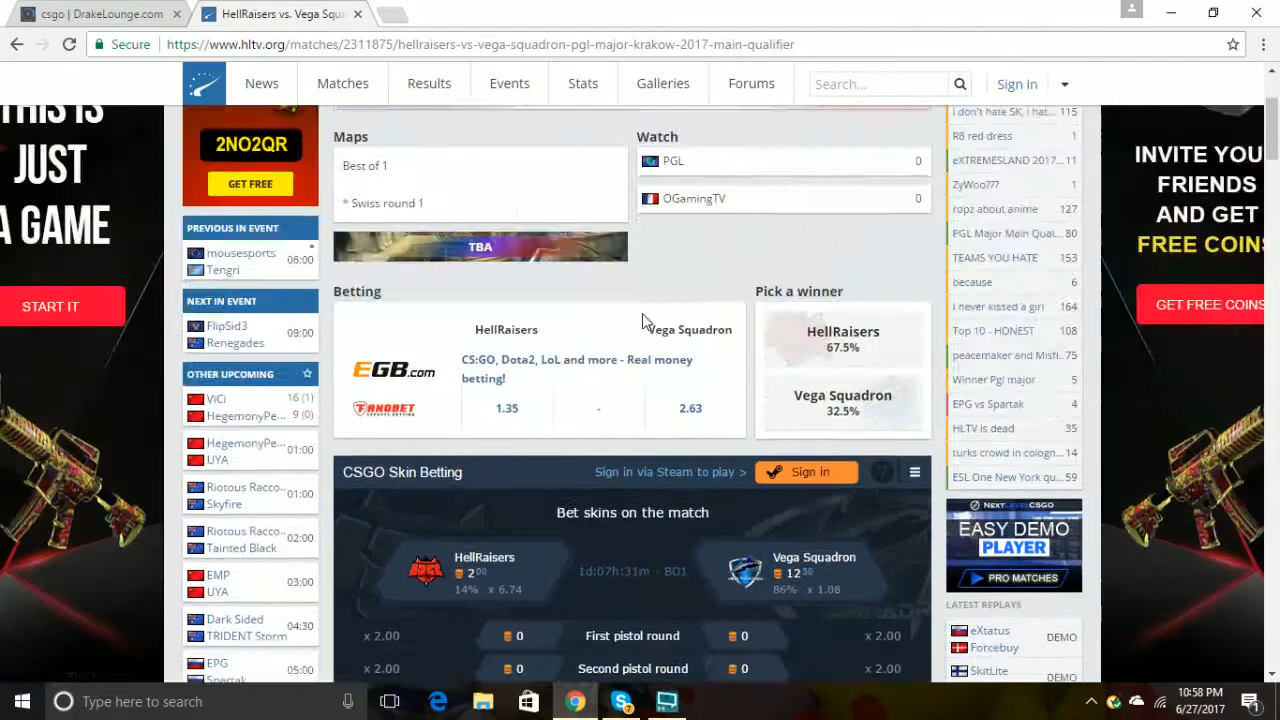 csgo | DrakeLounge.com
HellRaisers vs. Vega Squ
Secure
https://www.hltv.org/matches/2311875/hellraisers-vs-vega-squadron-pgl-major-krakow-2017-main-qualifier
News
Matches
Results
Events
Stats
Galleries
Forums
Search...
Sign in
THIS IS
JUST
A GAME
START IT
2NO2QR
GET FREE
PREVIOUS IN EVENT
mousesports
Tengri
08:00
NEXT IN EVENT
FlipSid3
Renegades
09:00
OTHER UPCOMING
ViCi
16 (1)
HegemonyPe...
9 (0)
HegemonyPe...
UYA
01:00
Riotous Racco...
Skyfire
01:00
Riotous Racco...
Tainted Black
02:00
EMP
UYA
03:00
Dark Sided
TRIDENT Storm
04:30
EPG
Spartak
05:00
Maps
Best of 1
* Swiss round 1
TBA
Watch
PGL
0
OGamingTV
0
Betting
HellRaisers
Vega Squadron
EGB.com
CS:GO, Dota2, LoL and more - Real money
betting!
FANOBET
1.35
-
2.63
Pick a winner
HellRaisers
67.5%
Vega Squadron
32.5%
CSGO Skin Betting
Sign in via Steam to play >
Sign in
Bet skins on the match
HellRaisers
2 00
14% x 6.74
1d:07h:31m - BO1
Vega Squadron
12 50
86% x 1.08
x 2.00
0
First pistol round
0
x 2.00
x 2.00
0
Second pistol round
0
x 2.00
I don't hate SK, I hat...
115
R8 red dress
1
eXTREMESLAND 2017...
11
ZyWoo???
1
ropz about anime
127
PGL Major Main Qual...
80
TEAMS YOU HATE
153
because
6
I never kissed a girl
164
Top 10 - HONEST
108
peacemaker and Misfi...
75
Winner Pgl major
5
EPG vs Spartak
4
HLTV is dead
35
turks crowd in cologn...
14
ESL One New York qu...
59
NEXTLEVELCSGO
EASY DEMO
PLAYER
PRO MATCHES
LATEST REPLAYS
eXtatus
Forcebuy
DEMO
SkitLite
DEMO
INVITE YOU
FRIENDS
AND GET
FREE COINS
GET FREE COINS
Type here to search
10:58 PM
6/27/2017